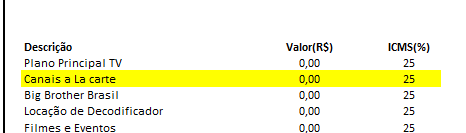 Descrição Valor(R$) ICMS(%)
Plano Principal TV 0,00 25
Canais a La carte 0,00 25
Big Brother Brasil 0,00 25
Locação de Decodificador 0,00 25
Filmes e Eventos 0,00 25